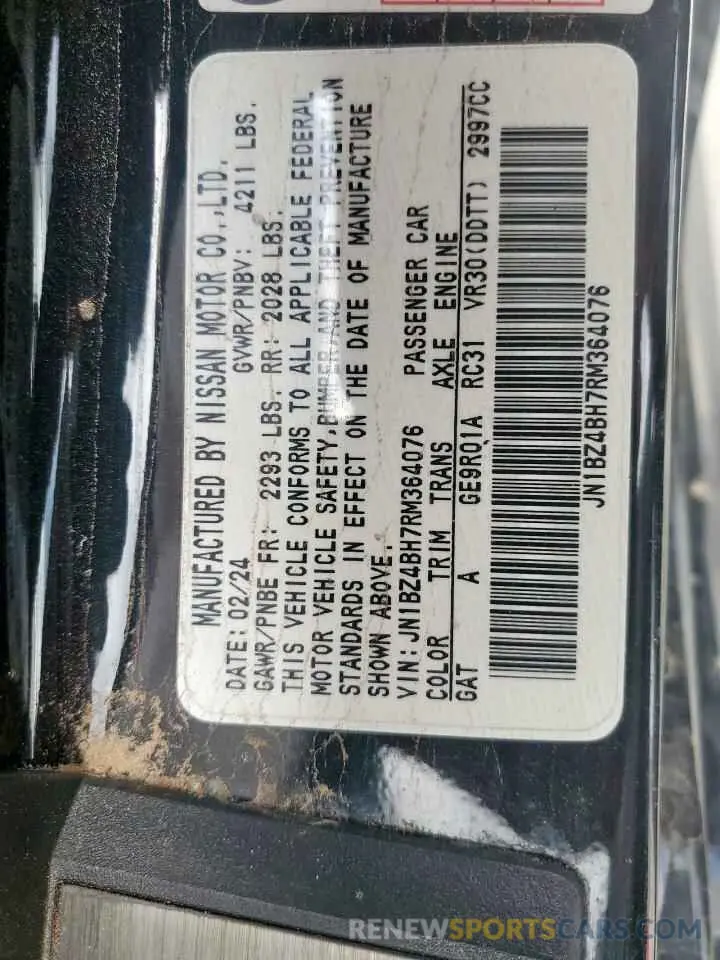 MANUFACTURED BY NISSAN MOTOR CO.,LTD.
DATE: 02/24 GVWR/PNBV: 4211 LBS.
GAWR/PNBE FR: 2293 LBS. RR: 2028 LBS.
THIS VEHICLE CONFORMS TO ALL APPLICABLE FEDERAL
MOTOR VEHICLE SAFETY,BUMPER,AND THEFT PREVENTION
STANDARDS IN EFFECT ON THE DATE OF MANUFACTURE
SHOWN ABOVE.
VIN: JN1BZ4BH7RM364076 PASSENGER CAR
COLOR TRIM TRANS AXLE ENGINE
GAT A GE9R01A RC31 VR30(DDTT) 2997CC
JN1BZ4BH7RM364076
RENEWSPORTSCARS.COM